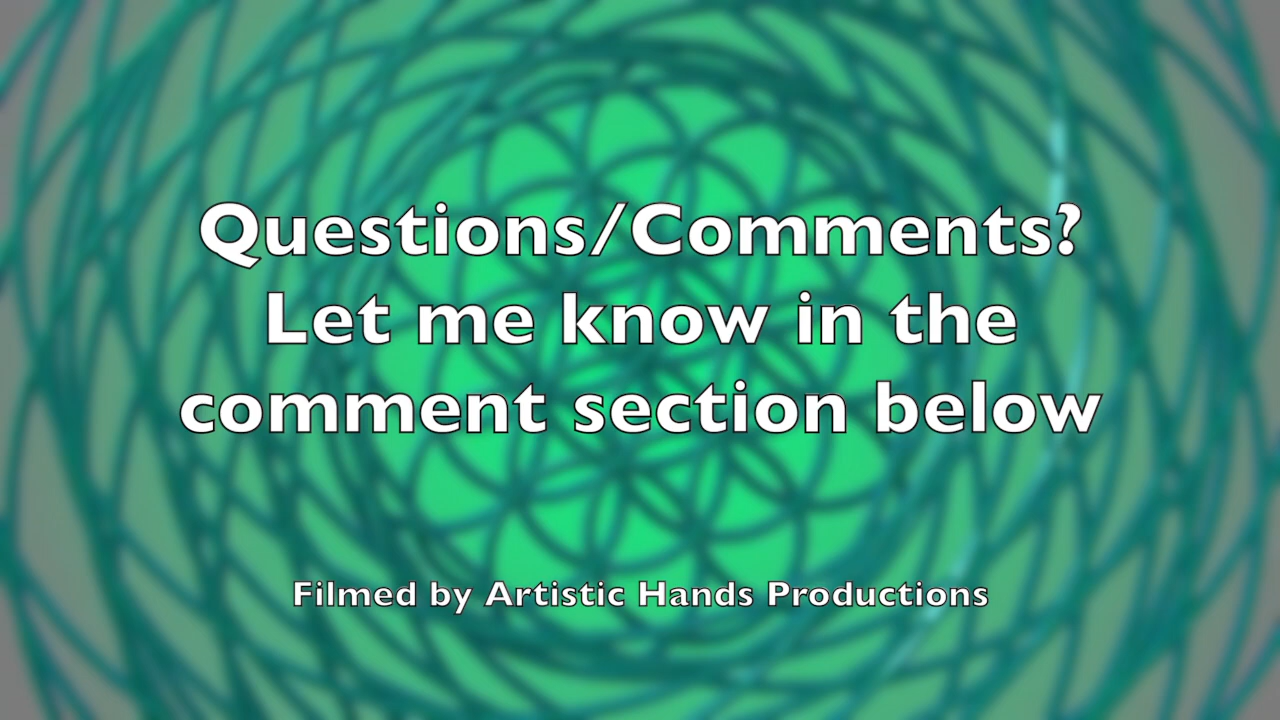 Questions/Comments?
Let me know in the
comment section below
Filmed by Artistic Hands Productions